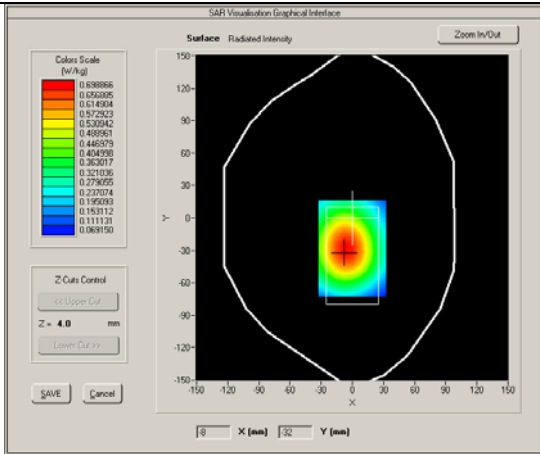 SAR Visualisation Graphical Interface
Surface Radiated Intensity
Zoom In/Out
Colors Scale
(W/kg)
0.698866
0.656885
0.614904
0.572923
0.530942
0.488961
0.446979
0.404998
0.363017
0.321036
0.279055
0.237074
0.195093
0.153112
0.111131
0.069150
Z-Cuts Control
<< Upper Cut
Z = 4.0 mm
Lower Cut >>
SAVE Cancel
150
120
90
60
30
0
-30
-60
-90
-120
-150
Y
-150 -120 -90 -60 -30 0 30 60 90 120 150
X
-8 X (mm) -32 Y (mm)